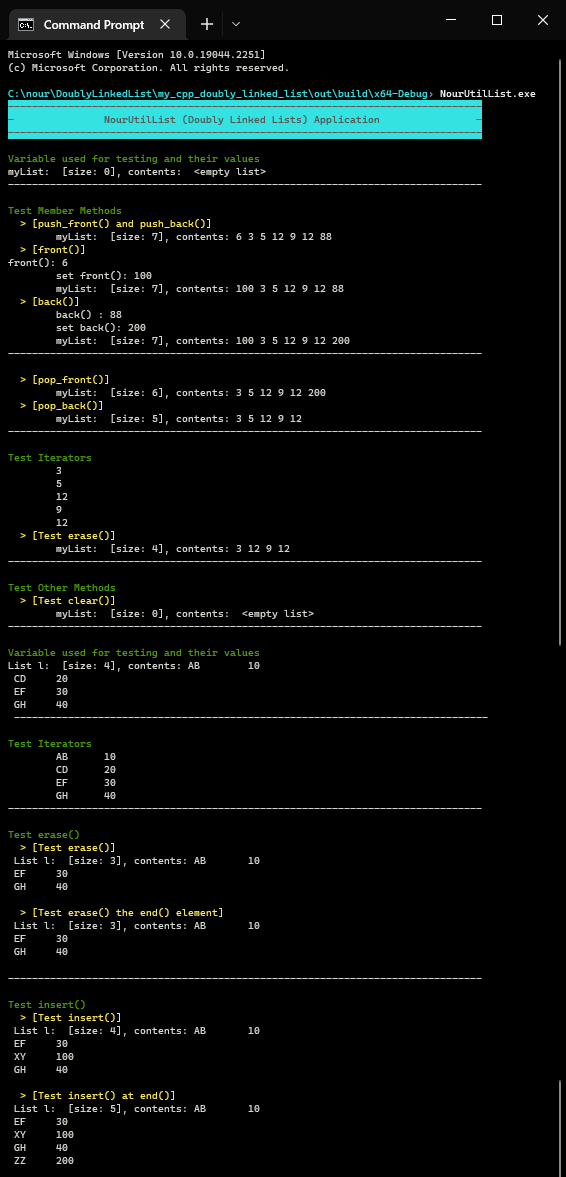 Command Prompt
Microsoft Windows [Version 10.0.19044.2251]
(c) Microsoft Corporation. All rights reserved.
C:\nour\DoublyLinkedList\my_cpp_doubly_linked_list\out\build\x64-Debug> NourUtilList.exe
--------------------------------------------------------------------------------
- NourUtilList (Doubly Linked Lists) Application -
--------------------------------------------------------------------------------
Variable used for testing and their values
myList:  [size: 0], contents:  <empty list>
--------------------------------------------------------------------------------
Test Member Methods
  > [push_front() and push_back()]
        myList:  [size: 7], contents: 6 3 5 12 9 12 88
  > [front()]
front(): 6
        set front(): 100
        myList:  [size: 7], contents: 100 3 5 12 9 12 88
  > [back()]
        back() : 88
        set back(): 200
        myList:  [size: 7], contents: 100 3 5 12 9 12 200
--------------------------------------------------------------------------------
  > [pop_front()]
        myList:  [size: 6], contents: 3 5 12 9 12 200
  > [pop_back()]
        myList:  [size: 5], contents: 3 5 12 9 12
--------------------------------------------------------------------------------
Test Iterators
        3
        5
        12
        9
        12
  > [Test erase()]
        myList:  [size: 4], contents: 3 12 9 12
--------------------------------------------------------------------------------
Test Other Methods
  > [Test clear()]
        myList:  [size: 0], contents:  <empty list>
--------------------------------------------------------------------------------
Variable used for testing and their values
List l:  [size: 4], contents: AB        10
 CD     20
 EF     30
 GH     40
--------------------------------------------------------------------------------
Test Iterators
        AB      10
        CD      20
        EF      30
        GH      40
--------------------------------------------------------------------------------
Test erase()
  > [Test erase()]
 List l:  [size: 3], contents: AB       10
 EF     30
 GH     40
  > [Test erase() the end() element]
 List l:  [size: 3], contents: AB       10
 EF     30
 GH     40
--------------------------------------------------------------------------------
Test insert()
  > [Test insert()]
 List l:  [size: 4], contents: AB       10
 EF     30
 XY     100
 GH     40
  > [Test insert() at end()]
 List l:  [size: 5], contents: AB       10
 EF     30
 XY     100
 GH     40
 ZZ     200